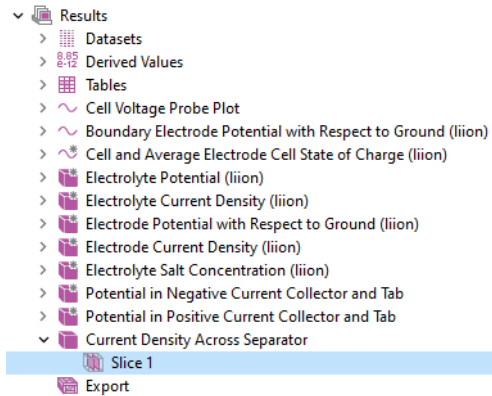 Results
Datasets
8.85
e-12 Derived Values
Tables
Cell Voltage Probe Plot
Boundary Electrode Potential with Respect to Ground (liion)
Cell and Average Electrode Cell State of Charge (liion)
Electrolyte Potential (liion)
Electrolyte Current Density (liion)
Electrode Potential with Respect to Ground (liion)
Electrode Current Density (liion)
Electrolyte Salt Concentration (liion)
Potential in Negative Current Collector and Tab
Potential in Positive Current Collector and Tab
Current Density Across Separator
Slice 1
Export